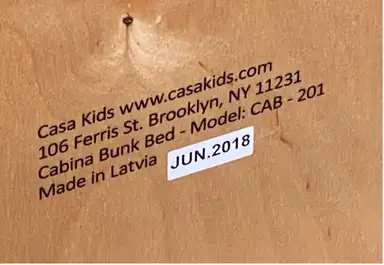 Casa Kids www.casakids.com
106 Ferris St. Brooklyn, NY 11231
Cabina Bunk Bed - Model: CAB - 201
Made in Latvia JUN.2018